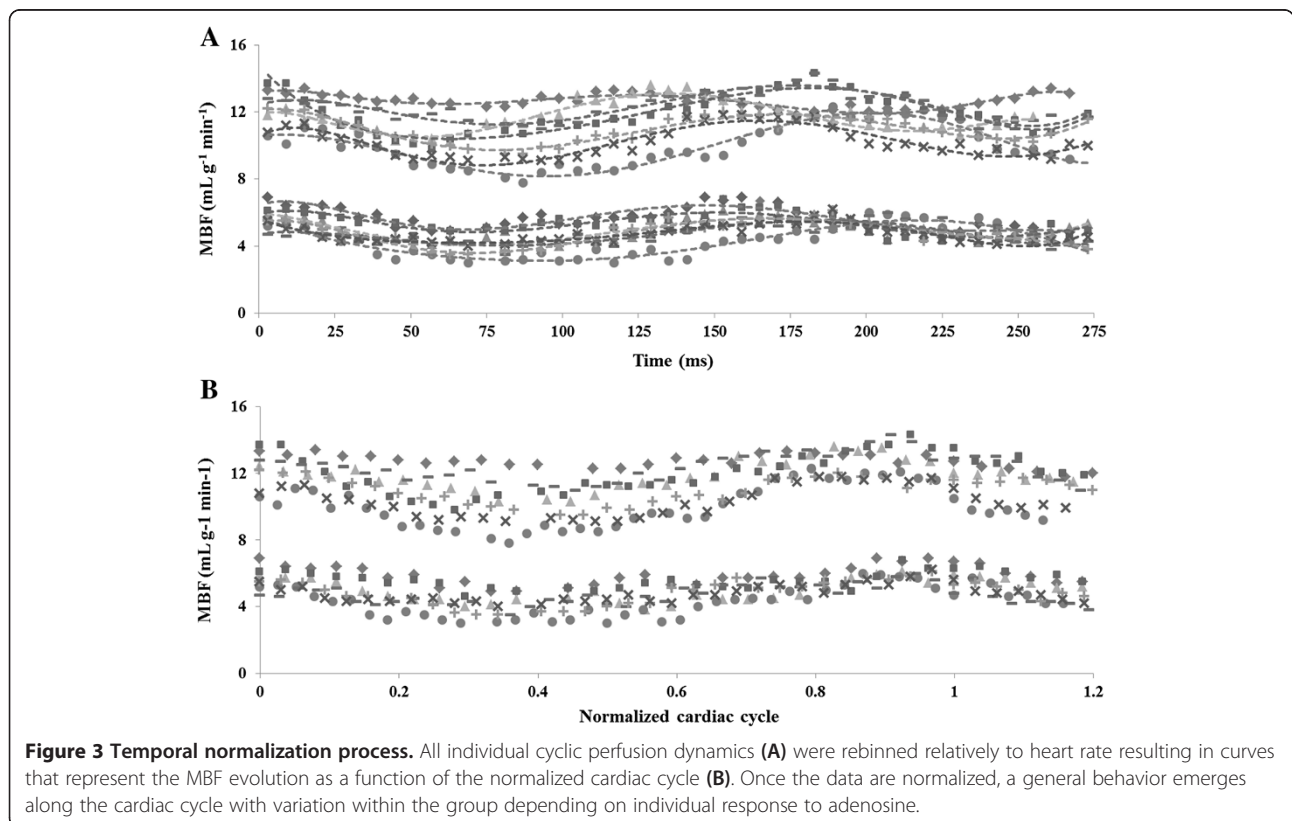 A
16
12
8
4
0
MBF (mL g-1 min-1)
0 25 50 75 100 125 150 175 200 225 250 275
Time (ms)
B
16
12
8
4
0
MBF (mL g-1 min-1)
0 0.2 0.4 0.6 0.8 1 1.2
Normalized cardiac cycle
Figure 3 Temporal normalization process. All individual cyclic perfusion dynamics (A) were rebinned relatively to heart rate resulting in curves
that represent the MBF evolution as a function of the normalized cardiac cycle (B). Once the data are normalized, a general behavior emerges
along the cardiac cycle with variation within the group depending on individual response to adenosine.